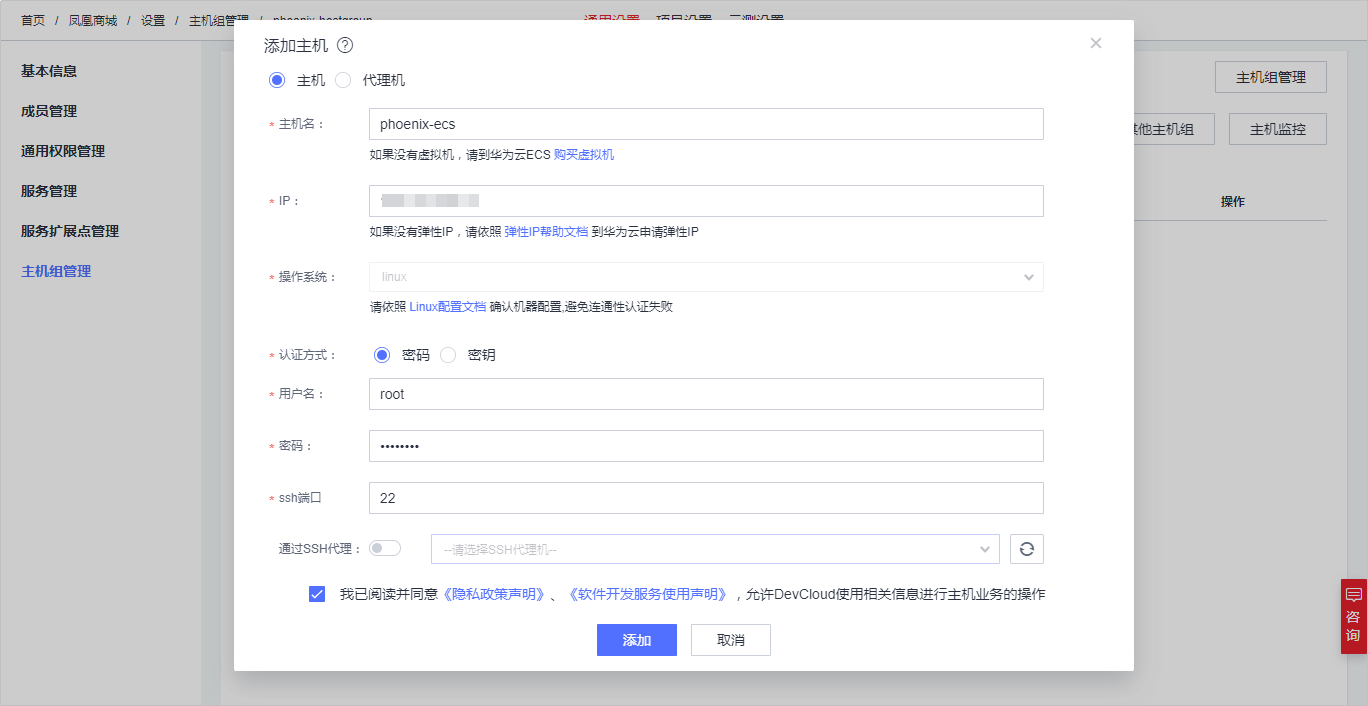 首页 / 凤凰商城 / 设置 / 主机组管理 / phoenix-hostgroup
通用设置 项目设置 云测设置
基本信息
成员管理
通用权限管理
服务管理
服务扩展点管理
主机组管理
主机组管理
其他主机组 主机监控
操作
添加主机 ?
主机 代理机
* 主机名：
phoenix-ecs
如果没有虚拟机，请到华为云ECS 购买虚拟机
* IP：
如果没有弹性IP，请依照 弹性IP帮助文档 到华为云申请弹性IP
* 操作系统：
linux
请依照 Linux配置文档 确认机器配置,避免连通性认证失败
* 认证方式：
密码 密钥
* 用户名：
root
* 密码：
••••••••
* ssh端口
22
通过SSH代理：
--请选择SSH代理机--
我已阅读并同意《隐私政策声明》、《软件开发服务使用声明》，允许DevCloud使用相关信息进行主机业务的操作
添加 取消
咨询